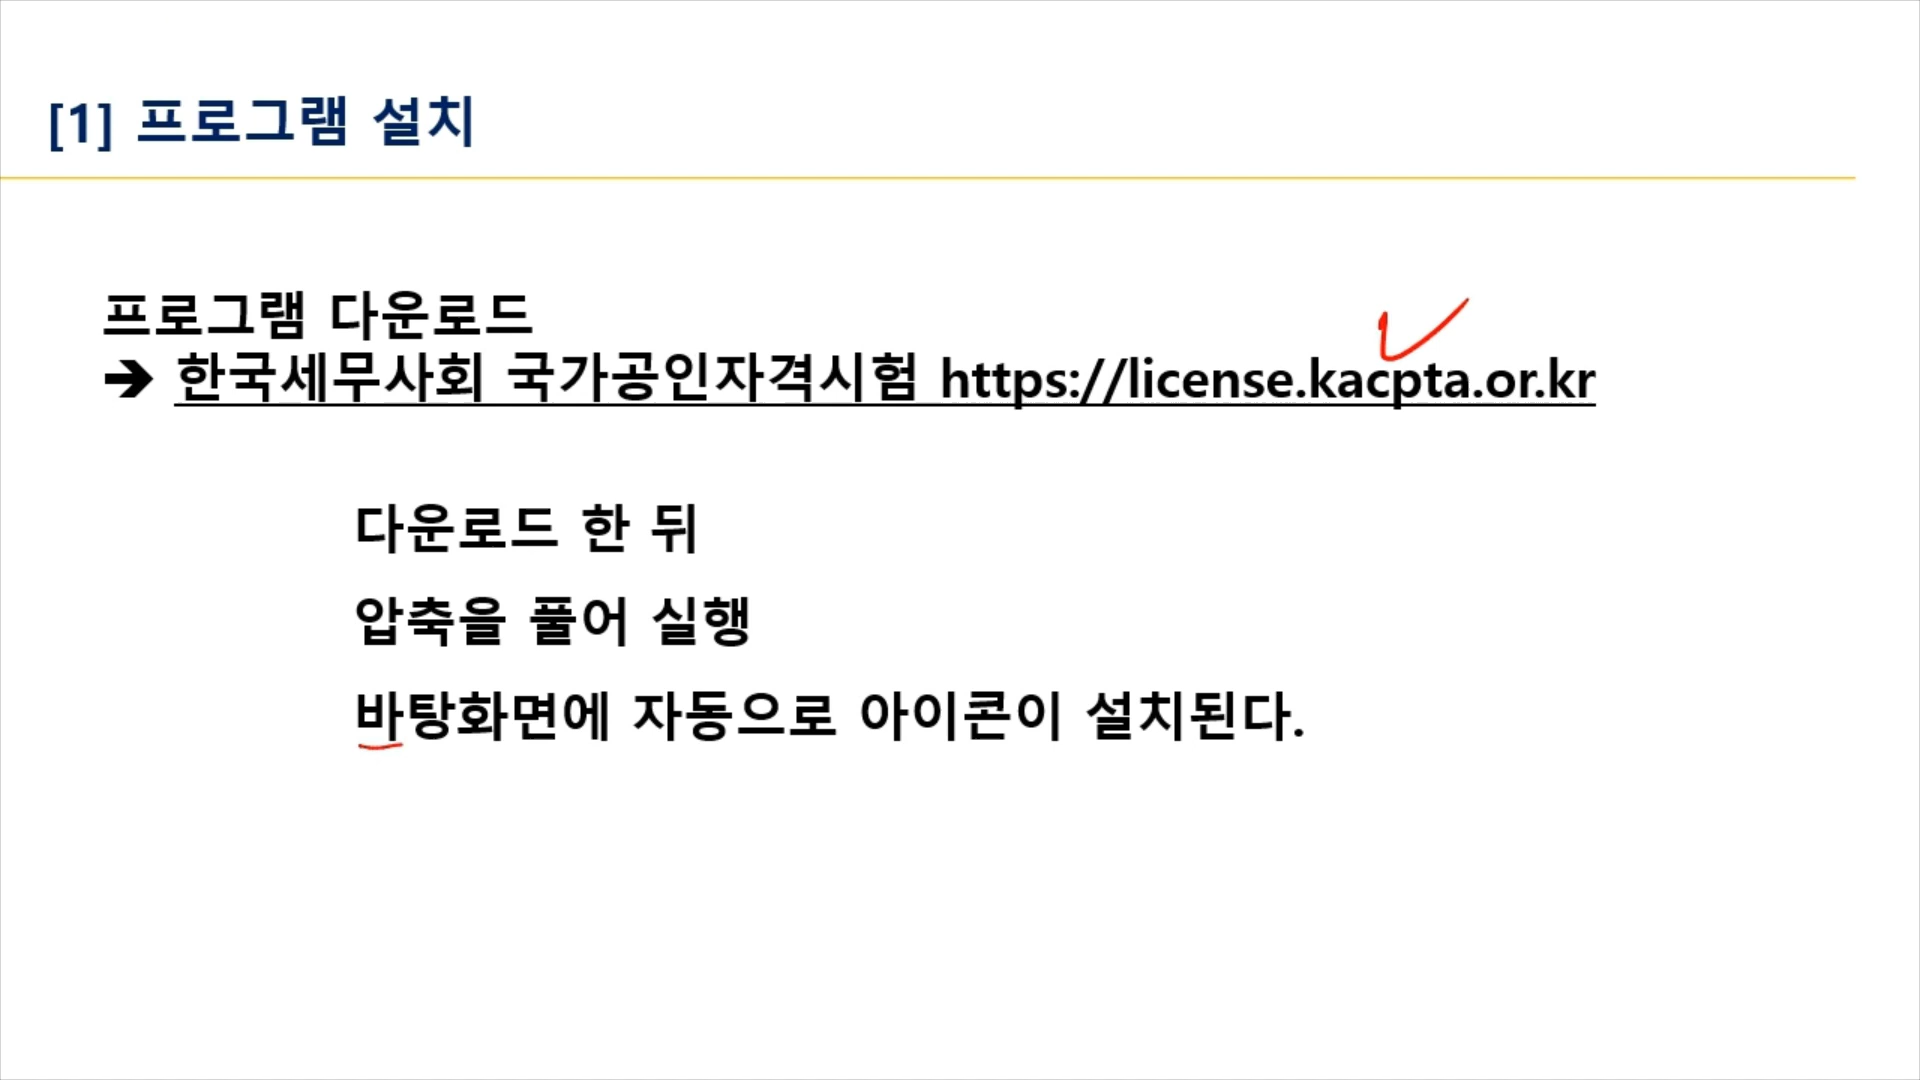 [1] 프로그램 설치
프로그램 다운로드
➔ 한국세무사회 국가공인자격시험 https://license.kacpta.or.kr
다운로드 한 뒤
압축을 풀어 실행
바탕화면에 자동으로 아이콘이 설치된다.